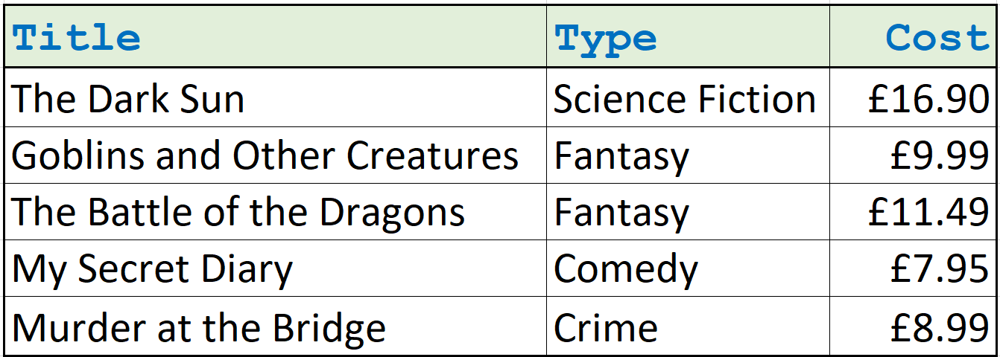 Title Type Cost
The Dark Sun Science Fiction £16.90
Goblins and Other Creatures Fantasy £9.99
The Battle of the Dragons Fantasy £11.49
My Secret Diary Comedy £7.95
Murder at the Bridge Crime £8.99